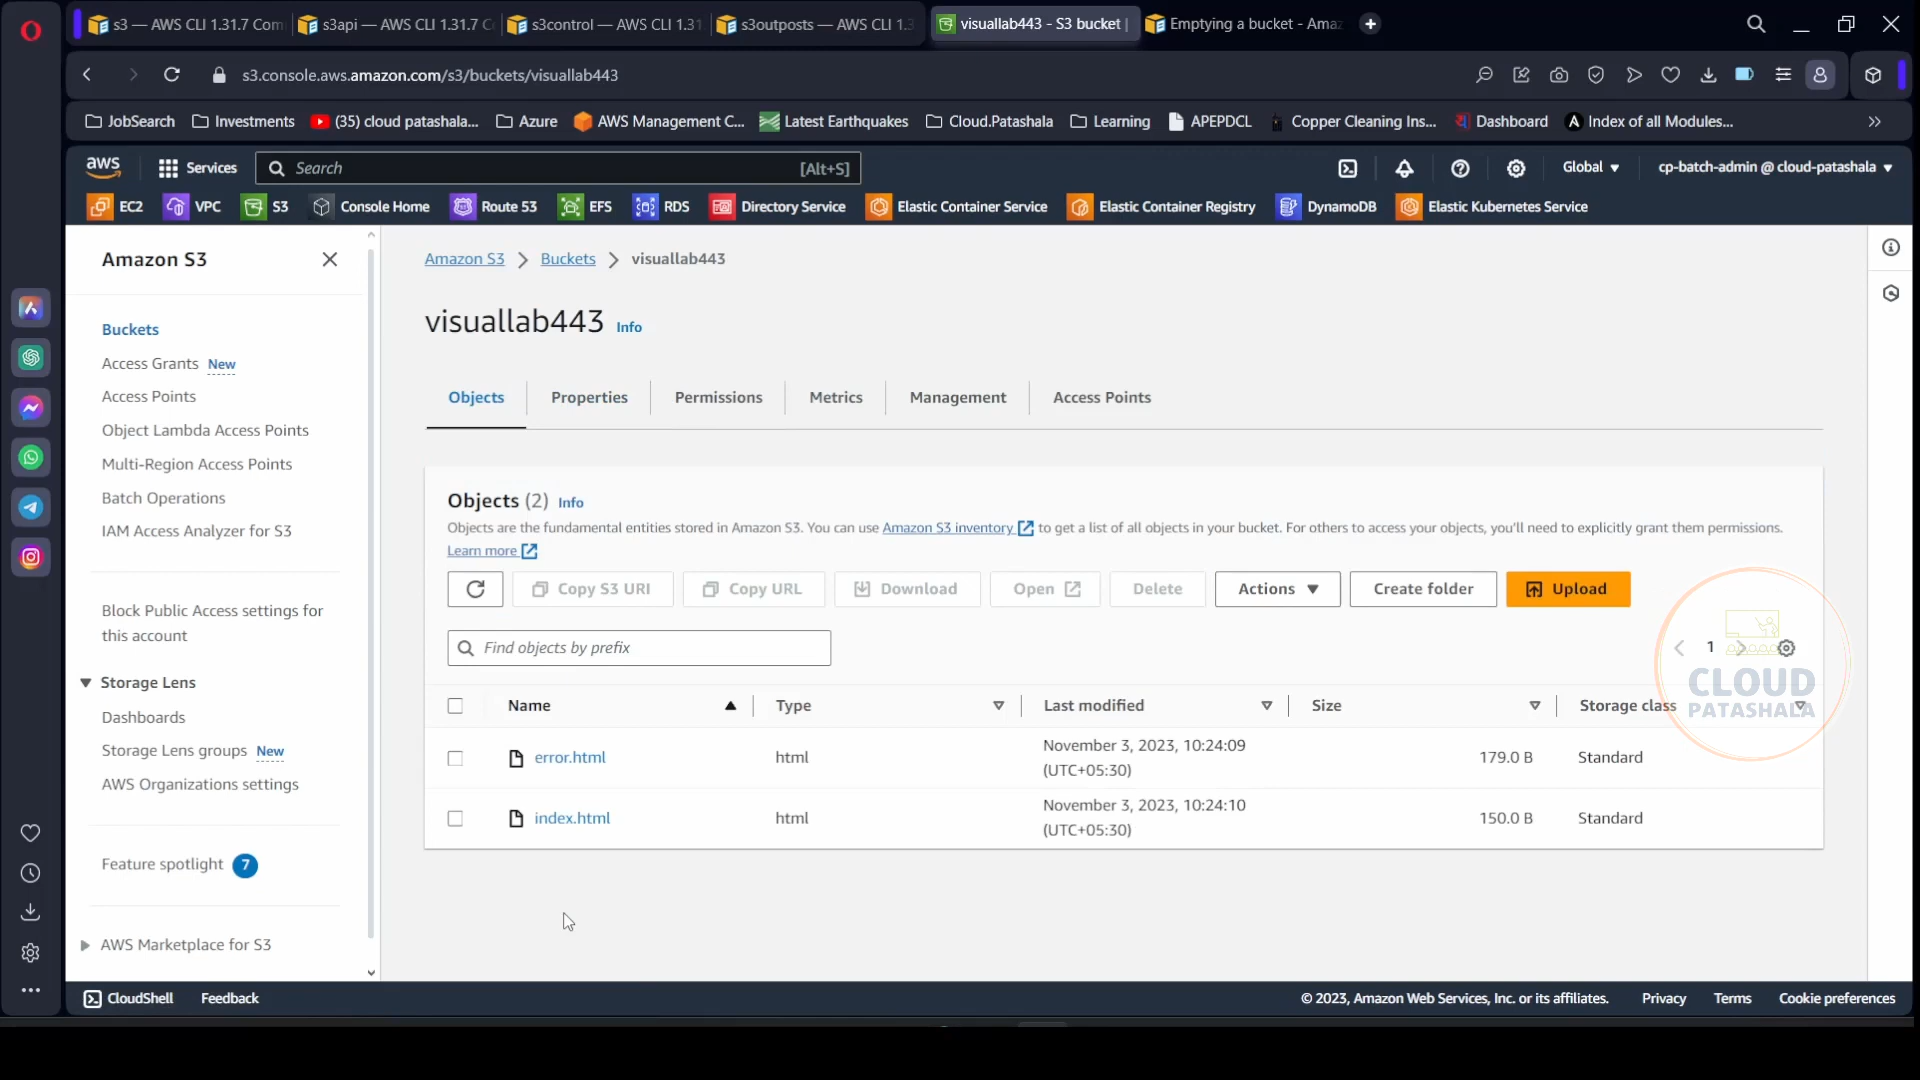 s3 — AWS CLI 1.31.7 Com
s3api — AWS CLI 1.31.7 C
s3control — AWS CLI 1.31
s3outposts — AWS CLI 1.3
visuallab443 - S3 bucket |
Emptying a bucket - Amaz
s3.console.aws.amazon.com/s3/buckets/visuallab443
JobSearch
Investments
(35) cloud patashala...
Azure
AWS Management C...
Latest Earthquakes
Cloud.Patashala
Learning
APEPDCL
Copper Cleaning Ins...
Dashboard
Index of all Modules...
aws
Services
Search
[Alt+S]
Global
cp-batch-admin @ cloud-patashala
EC2
VPC
S3
Console Home
Route 53
EFS
RDS
Directory Service
Elastic Container Service
Elastic Container Registry
DynamoDB
Elastic Kubernetes Service
Amazon S3
Buckets
Access Grants New
Access Points
Object Lambda Access Points
Multi-Region Access Points
Batch Operations
IAM Access Analyzer for S3
Block Public Access settings for
this account
Storage Lens
Dashboards
Storage Lens groups New
AWS Organizations settings
Feature spotlight 7
AWS Marketplace for S3
Amazon S3 > Buckets > visuallab443
visuallab443 Info
Objects
Properties
Permissions
Metrics
Management
Access Points
Objects (2) Info
Objects are the fundamental entities stored in Amazon S3. You can use Amazon S3 inventory to get a list of all objects in your bucket. For others to access your objects, you'll need to explicitly grant them permissions.
Learn more
Copy S3 URI
Copy URL
Download
Open
Delete
Actions
Create folder
Upload
Find objects by prefix
1
Name
Type
Last modified
Size
Storage class
error.html
html
November 3, 2023, 10:24:09
(UTC+05:30)
179.0 B
Standard
index.html
html
November 3, 2023, 10:24:10
(UTC+05:30)
150.0 B
Standard
CLOUD
PATASHALA
CloudShell
Feedback
© 2023, Amazon Web Services, Inc. or its affiliates.
Privacy
Terms
Cookie preferences